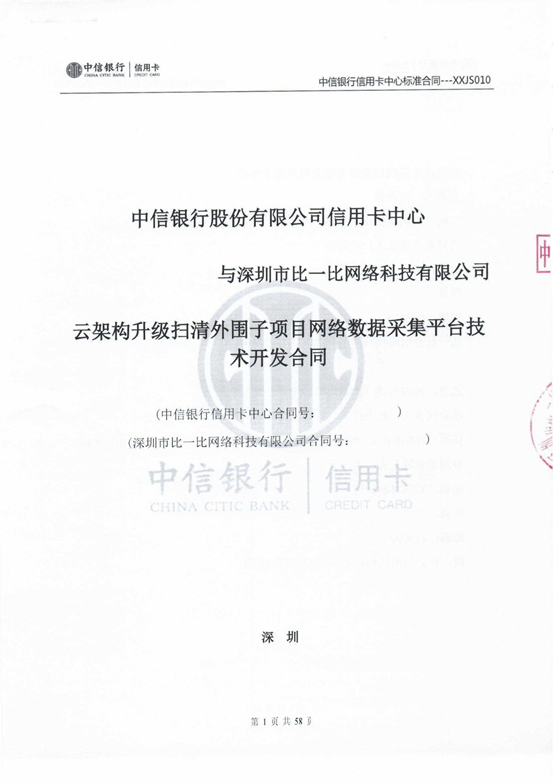 中信银行 信用卡
CHINA CITIC BANK CREDIT CARD
中信银行信用卡中心标准合同---XXJS010
中信银行股份有限公司信用卡中心
与深圳市比一比网络科技有限公司
云架构升级扫清外围子项目网络数据采集平台技
术开发合同
(中信银行信用卡中心合同号: )
(深圳市比一比网络科技有限公司合同号: )
中信银行 信用卡
CHINA CITIC BANK CREDIT CARD
深 圳
第 1 页 共 58
中